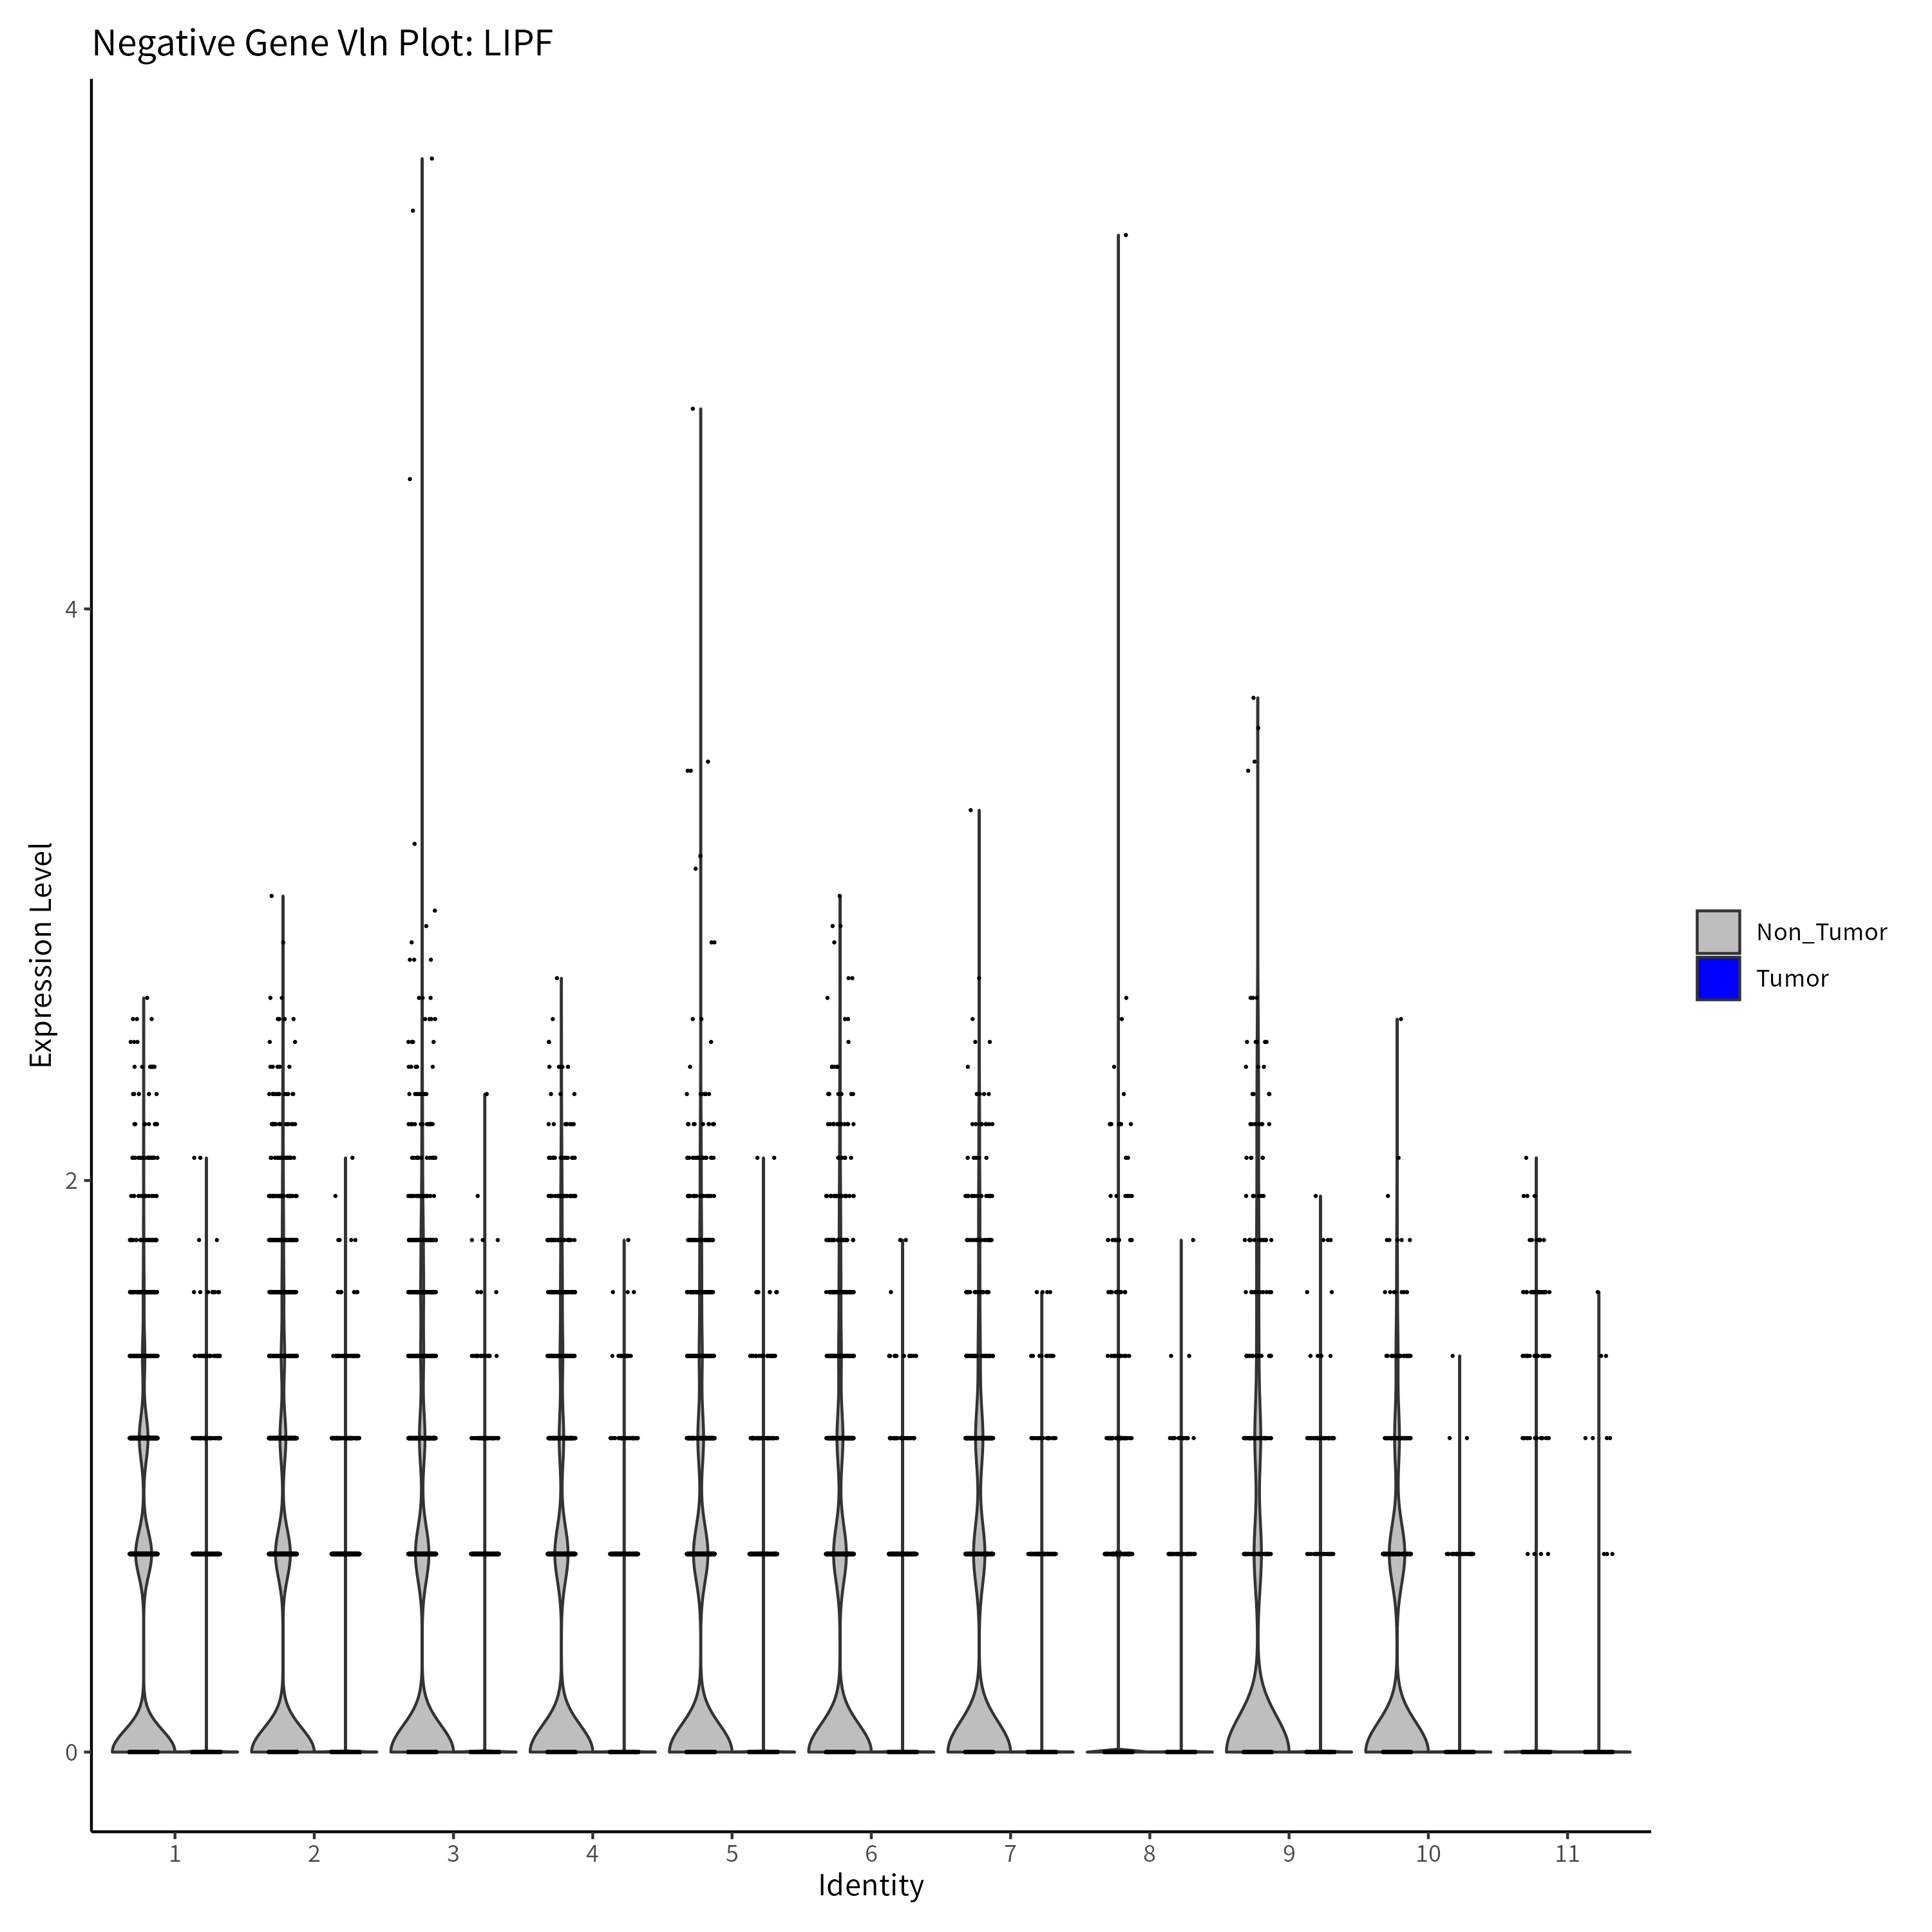 Negative Gene Vln Plot: LIPF
Expression Level
4
2
0
1 2 3 4 5 6 7 8 9 10 11
Identity
Non_Tumor
Tumor